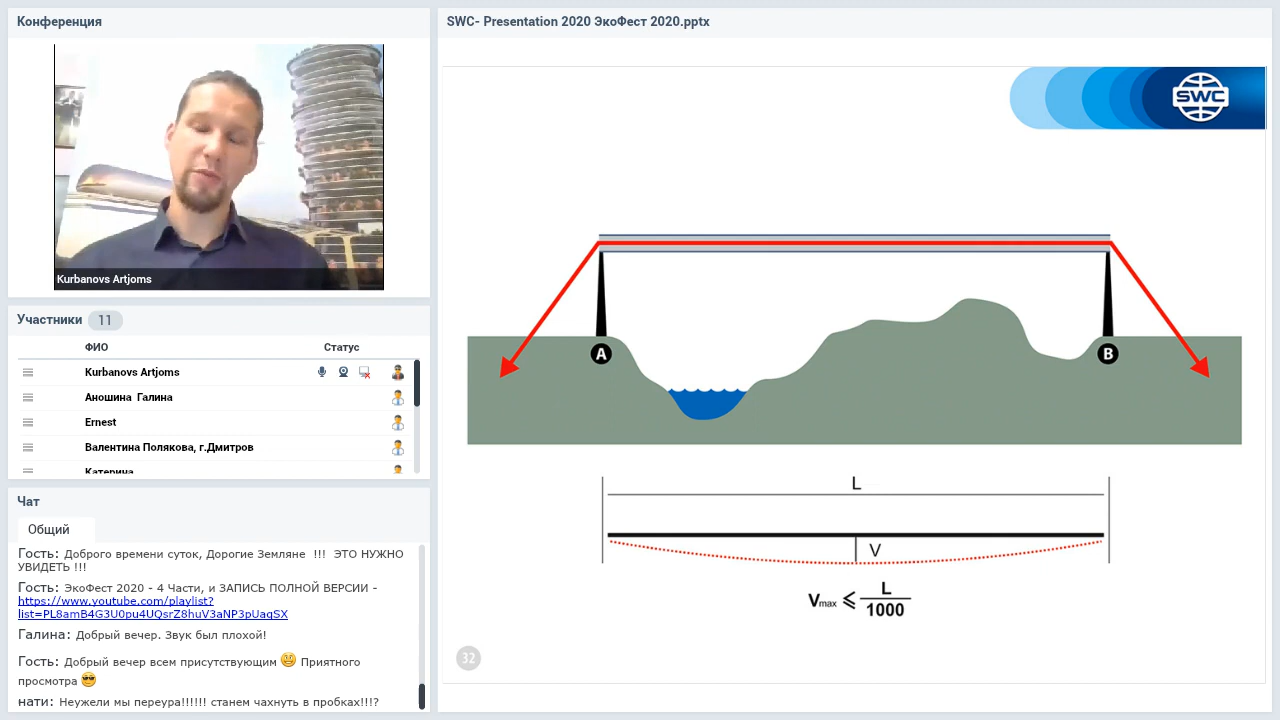 Конференция
Kurbanovs Artjoms
Участники 11
ФИО Статус
Kurbanovs Artjoms
Аношина Галина
Ernest
Валентина Полякова, г.Дмитров
Катерина
Чат
Общий
Гость: Доброго времени суток, Дорогие Земляне !!! ЭТО НУЖНО
УВИДЕТЬ !!!
Гость: ЭкоФест 2020 - 4 Части, и ЗАПИСЬ ПОЛНОЙ ВЕРСИИ -
https://www.youtube.com/playlist?
list=PL8amB4G3U0pu4UQsrZ8huV3aNP3pUaqSX
Галина: Добрый вечер. Звук был плохой!
Гость: Добрый вечер всем присутствующим Приятного
просмотра
нати: Неужели мы переура!!!!!! станем чахнуть в пробках!!!?
SWC- Presentation 2020 ЭкоФест 2020.pptx
SWC
A B
L
V
Vmax ⩽ L
1000
32